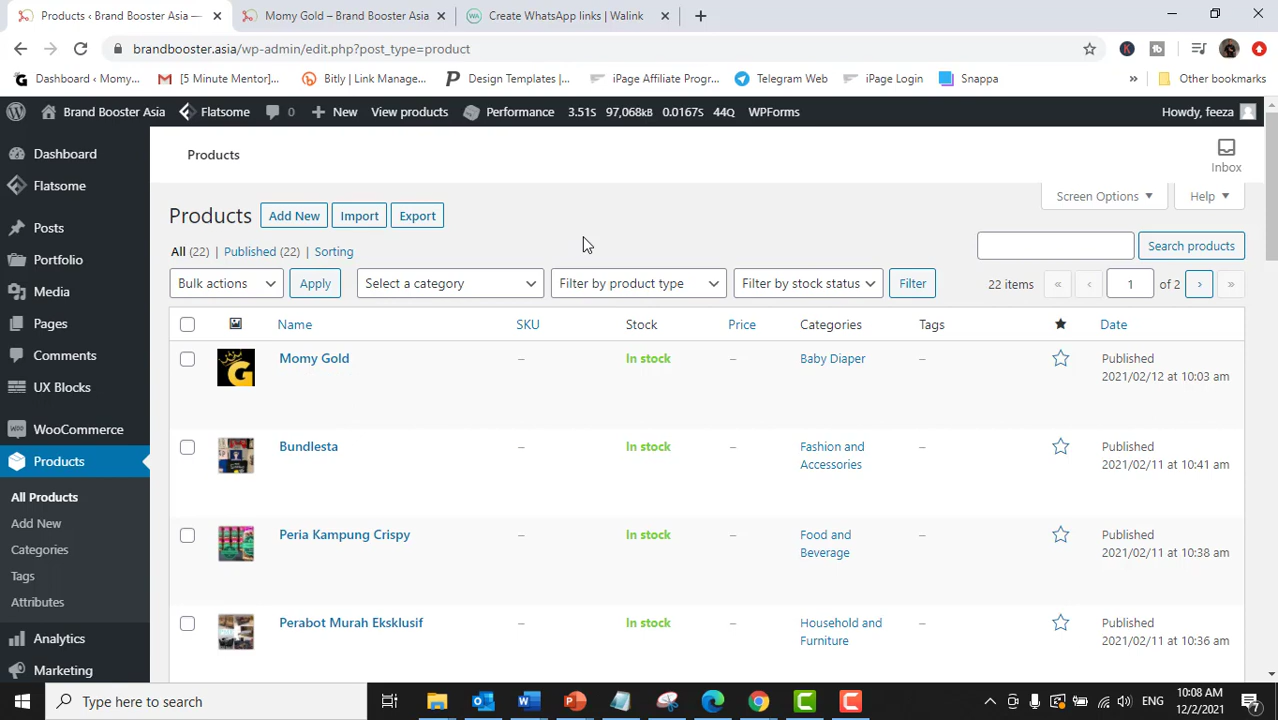 Products ‹ Brand Booster Asia —
Momy Gold – Brand Booster Asia
Create WhatsApp links | Walink
brandbooster.asia/wp-admin/edit.php?post_type=product
Dashboard ‹ Momy...
[5 Minute Mentor]...
Bitly | Link Manage...
Design Templates |...
iPage Affiliate Progr...
Telegram Web
iPage Login
Snappa
Other bookmarks
Brand Booster Asia
Flatsome
0
New
View products
Performance
3.51s
97,068kB
0.0167s
44Q
WPForms
Howdy, feeza
Dashboard
Flatsome
Posts
Portfolio
Media
Pages
Comments
UX Blocks
WooCommerce
Products
All Products
Add New
Categories
Tags
Attributes
Analytics
Marketing
Products
Inbox
Screen Options
Help
Products
Add New
Import
Export
All (22) | Published (22) | Sorting
Search products
Bulk actions
Apply
Select a category
Filter by product type
Filter by stock status
Filter
22 items
«
‹
1
of 2
›
»
Name
SKU
Stock
Price
Categories
Tags
Date
Momy Gold
–
In stock
–
Baby Diaper
–
Published
2021/02/12 at 10:03 am
Bundlesta
–
In stock
–
Fashion and
Accessories
–
Published
2021/02/11 at 10:41 am
Peria Kampung Crispy
–
In stock
–
Food and
Beverage
–
Published
2021/02/11 at 10:38 am
Perabot Murah Eksklusif
–
In stock
–
Household and
Furniture
–
Published
2021/02/11 at 10:36 am
Type here to search
ENG
10:08 AM
12/2/2021
7